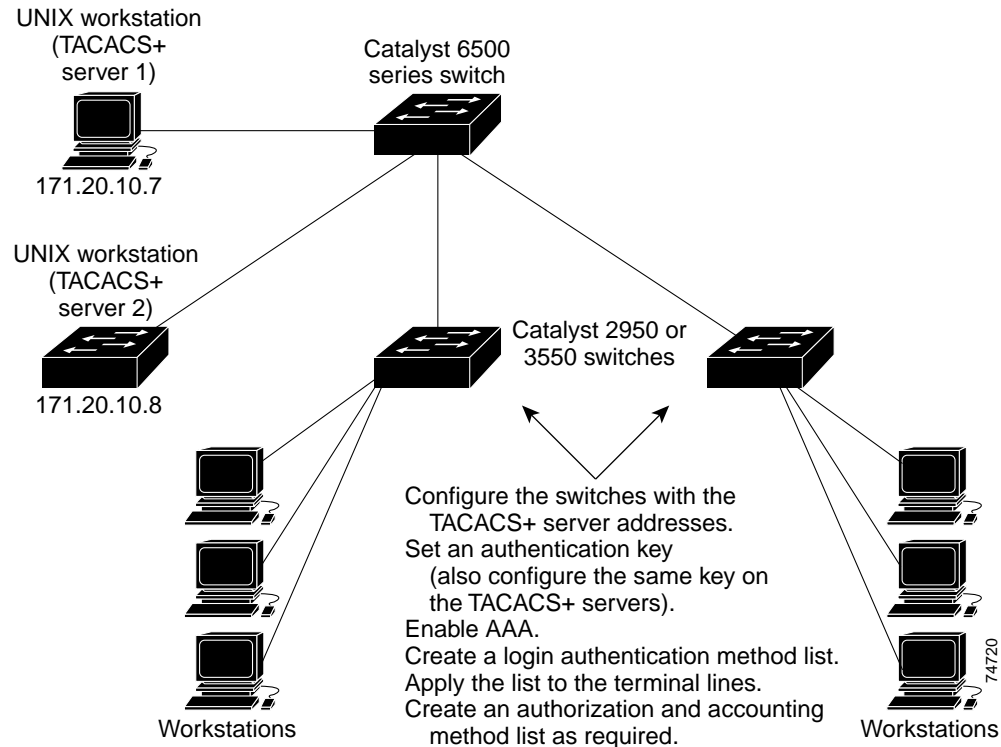 UNIX workstation
(TACACS+
server 1)
Catalyst 6500
series switch
171.20.10.7
UNIX workstation
(TACACS+
server 2)
171.20.10.8
Catalyst 2950 or
3550 switches
Configure the switches with the
TACACS+ server addresses.
Set an authentication key
(also configure the same key on
the TACACS+ servers).
Enable AAA.
Create a login authentication method list.
Apply the list to the terminal lines.
Create an authorization and accounting
method list as required.
Workstations
Workstations
74720